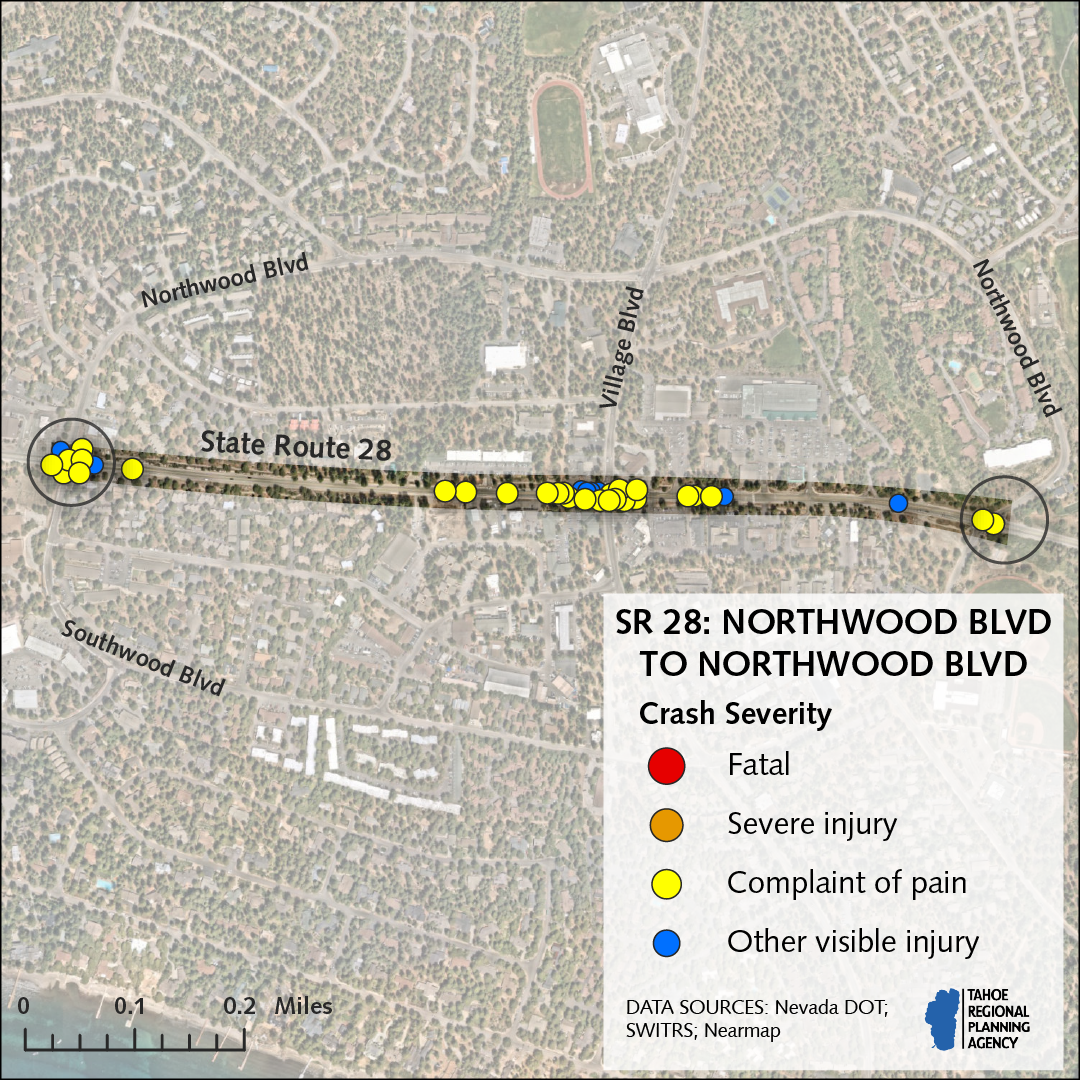 Northwood Blvd
Village Blvd
Northwood Blvd
State Route 28
Southwood Blvd
SR 28: NORTHWOOD BLVD
TO NORTHWOOD BLVD
Crash Severity
Fatal
Severe injury
Complaint of pain
Other visible injury
0 0.1 0.2 Miles
DATA SOURCES: Nevada DOT;
SWITRS; Nearmap
TAHOE
REGIONAL
PLANNING
AGENCY